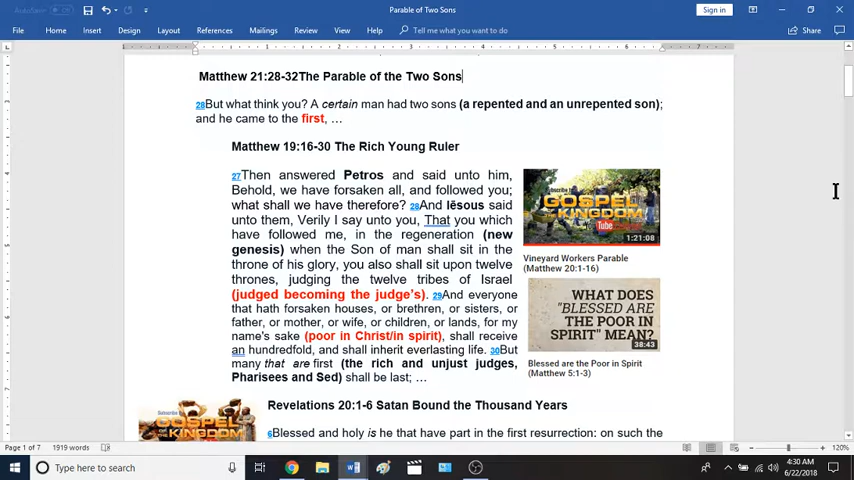 AutoSave
Parable of Two Sons
Sign in
File Home Insert Draw Design Layout References Mailings Review View Help Tell me what you want to do Share
Matthew 21:28-32The Parable of the Two Sons
28But what think you? A certain man had two sons (a repented and an unrepented son);
and he came to the first, …
Matthew 19:16-30 The Rich Young Ruler
27Then answered Petros and said unto him,
Behold, we have forsaken all, and followed you;
what shall we have therefore? 28And Iēsous said
unto them, Verily I say unto you, That you which
have followed me, in the regeneration (new
genesis) when the Son of man shall sit in the
throne of his glory, you also shall sit upon twelve
thrones, judging the twelve tribes of Israel
(judged becoming the judge's). 29And everyone
that hath forsaken houses, or brethren, or sisters, or
father, or mother, or wife, or children, or lands, for my
name's sake (poor in Christ/in spirit), shall receive
an hundredfold, and shall inherit everlasting life. 30But
many that are first (the rich and unjust judges,
Pharisees and Sed) shall be last; …
Subscribe to
GOSPEL
OF THE
KINGDOM
Tube
1:21:08
Vineyard Workers Parable
(Matthew 20:1-16)
WHAT DOES
"BLESSED ARE
THE POOR IN
SPIRIT" MEAN?
38:43
Blessed are the Poor in Spirit
(Matthew 5:1-3)
Revelations 20:1-6 Satan Bound the Thousand Years
Subscribe to
GOSPEL
OF THE
KINGDOM
6Blessed and holy is he that have part in the first resurrection: on such the
Page 1 of 7 1919 words 120%
Type here to search
4:30 AM
6/22/2018